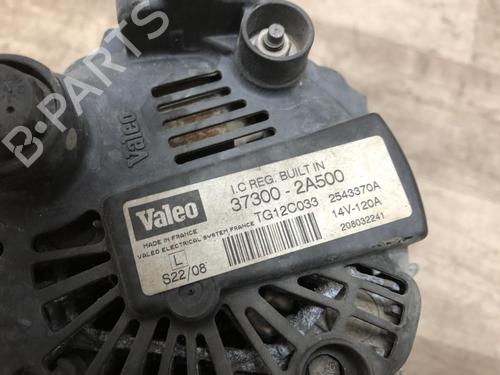 B-PARTS
Valeo
I.C REG. BUILT IN
37300 - 2A500
Valeo
TG12C033 2543370A
MADE IN FRANCE
14V-120A
VALEO ELECTRICAL SYSTEM FRANCE
208032241
L
S22/08